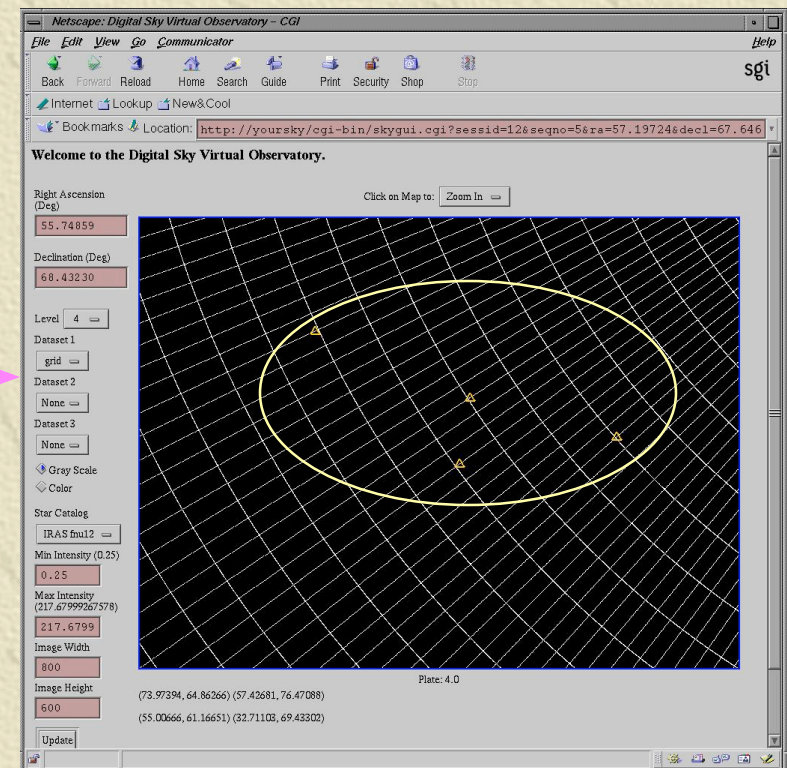 Netscape: Digital Sky Virtual Observatory – CGI
File Edit View Go Communicator Help
Back Forward Reload Home Search Guide Print Security Shop Stop
sgi
Internet Lookup New&Cool
Bookmarks Location: http://yoursky/cgi-bin/skygui.cgi?sessid=12&seqno=5&ra=57.19724&decl=67.646
Welcome to the Digital Sky Virtual Observatory.
Right Ascension
(Deg)
55.74859
Click on Map to: Zoom In
Declination (Deg)
68.43230
Level 4
Dataset 1
grid
Dataset 2
None
Dataset 3
None
Gray Scale
Color
Star Catalog
IRAS fnu12
Min Intensity (0.25)
0.25
Max Intensity
(217.67999267578)
217.6799
Image Width
800
Image Height
600
Update
Plate: 4.0
(73.97394, 64.86266) (57.42681, 76.47088)
(55.00666, 61.16651) (32.71103, 69.43302)